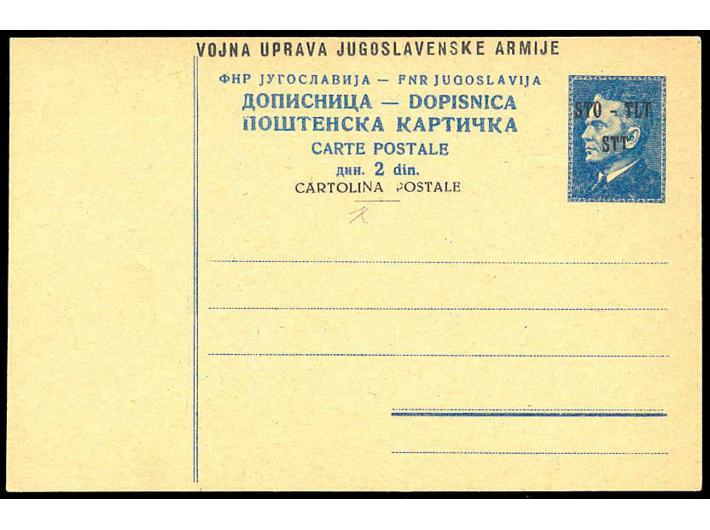 VOJNA UPRAVA JUGOSLAVENSKE ARMIJE
ФНР ЈУГОСЛАВИЈА — FNR JUGOSLAVIJA
ДОПИСНИЦА — DOPISNICA
ПОШТЕНСКА КАРТИЧКА
CARTE POSTALE
дин. 2 din.
CARTOLINA POSTALE
STO - TLT
STT